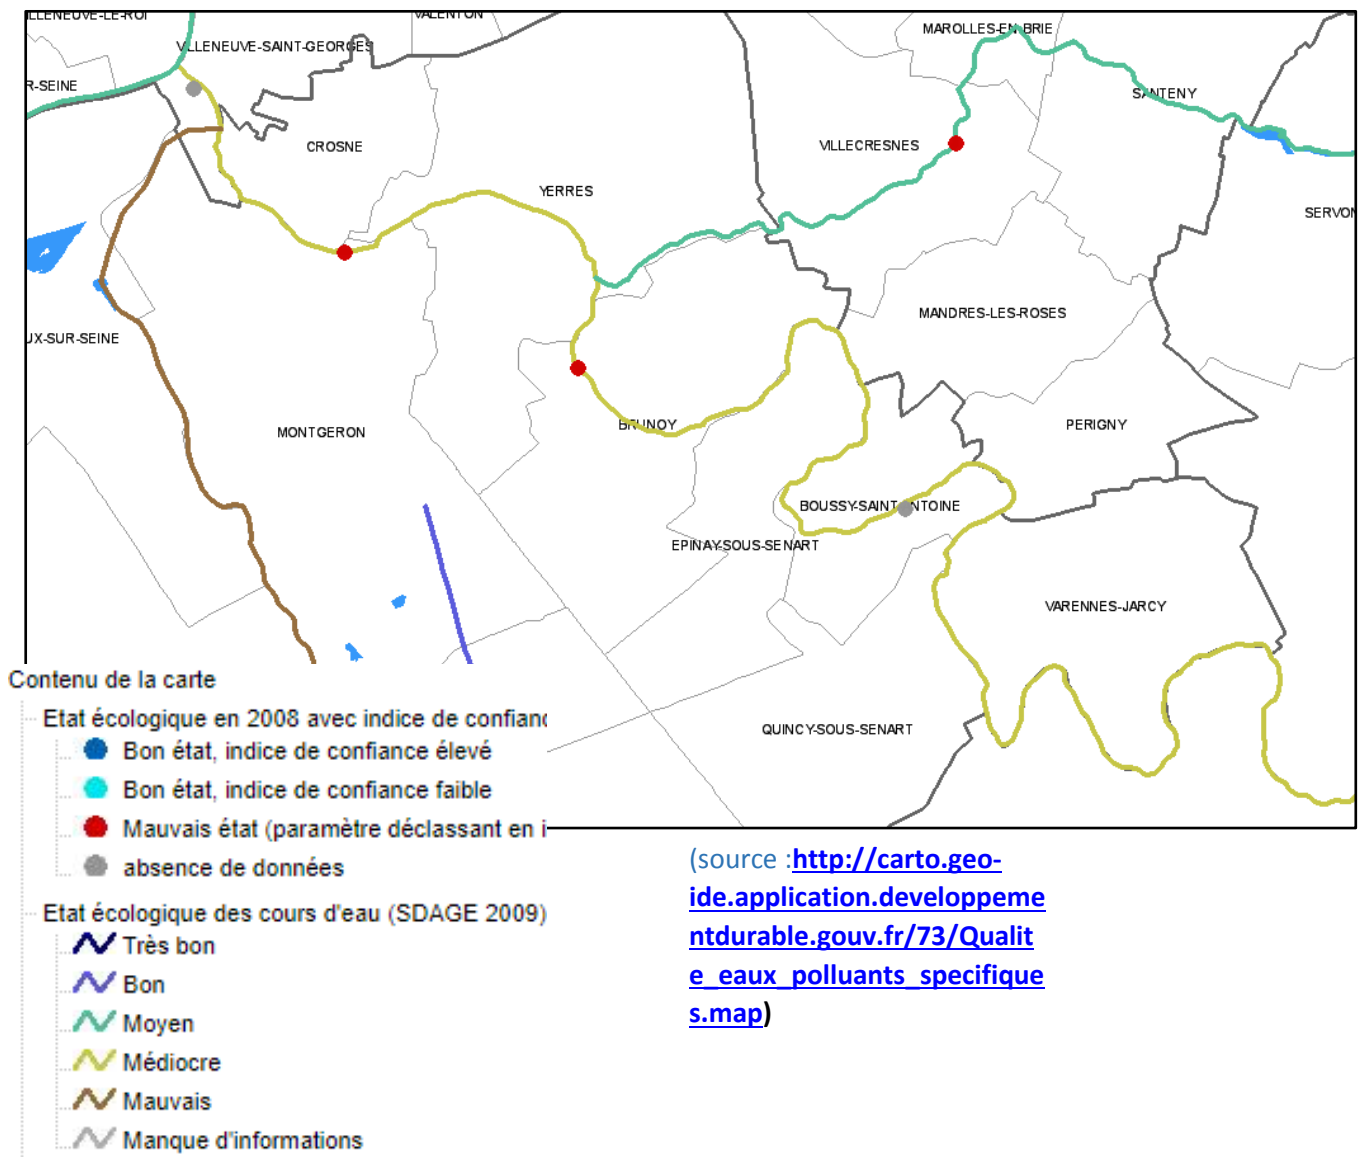 LLENEUVE-LE-ROI
VALENTON
MAROLLES-EN-BRIE
VILLENEUVE-SAINT-GEORGES
R-SEINE
SANTENY
CROSNE
VILLECRESNES
YERRES
SERVON
MANDRES-LES-ROSES
UX-SUR-SEINE
MONTGERON
BRUNOY
PERIGNY
BOUSSY-SAINT-ANTOINE
EPINAY-SOUS-SENART
VARENNES-JARCY
QUINCY-SOUS-SENART
Contenu de la carte
Etat écologique en 2008 avec indice de confianc
Bon état, indice de confiance élevé
Bon état, indice de confiance faible
Mauvais état (paramètre déclassant en i
absence de données
Etat écologique des cours d'eau (SDAGE 2009)
Très bon
Bon
Moyen
Médiocre
Mauvais
Manque d'informations
(source :http://carto.geo-
ide.application.developpeme
ntdurable.gouv.fr/73/Qualit
e_eaux_polluants_specifique
s.map)